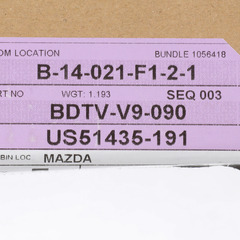 OM LOCATION BUNDLE 1056418
B-14-021-F1-2-1
RT NO WGT: 1.193 SEQ 003
BDTV-V9-090
US51435-191
BIN LOC MAZDA